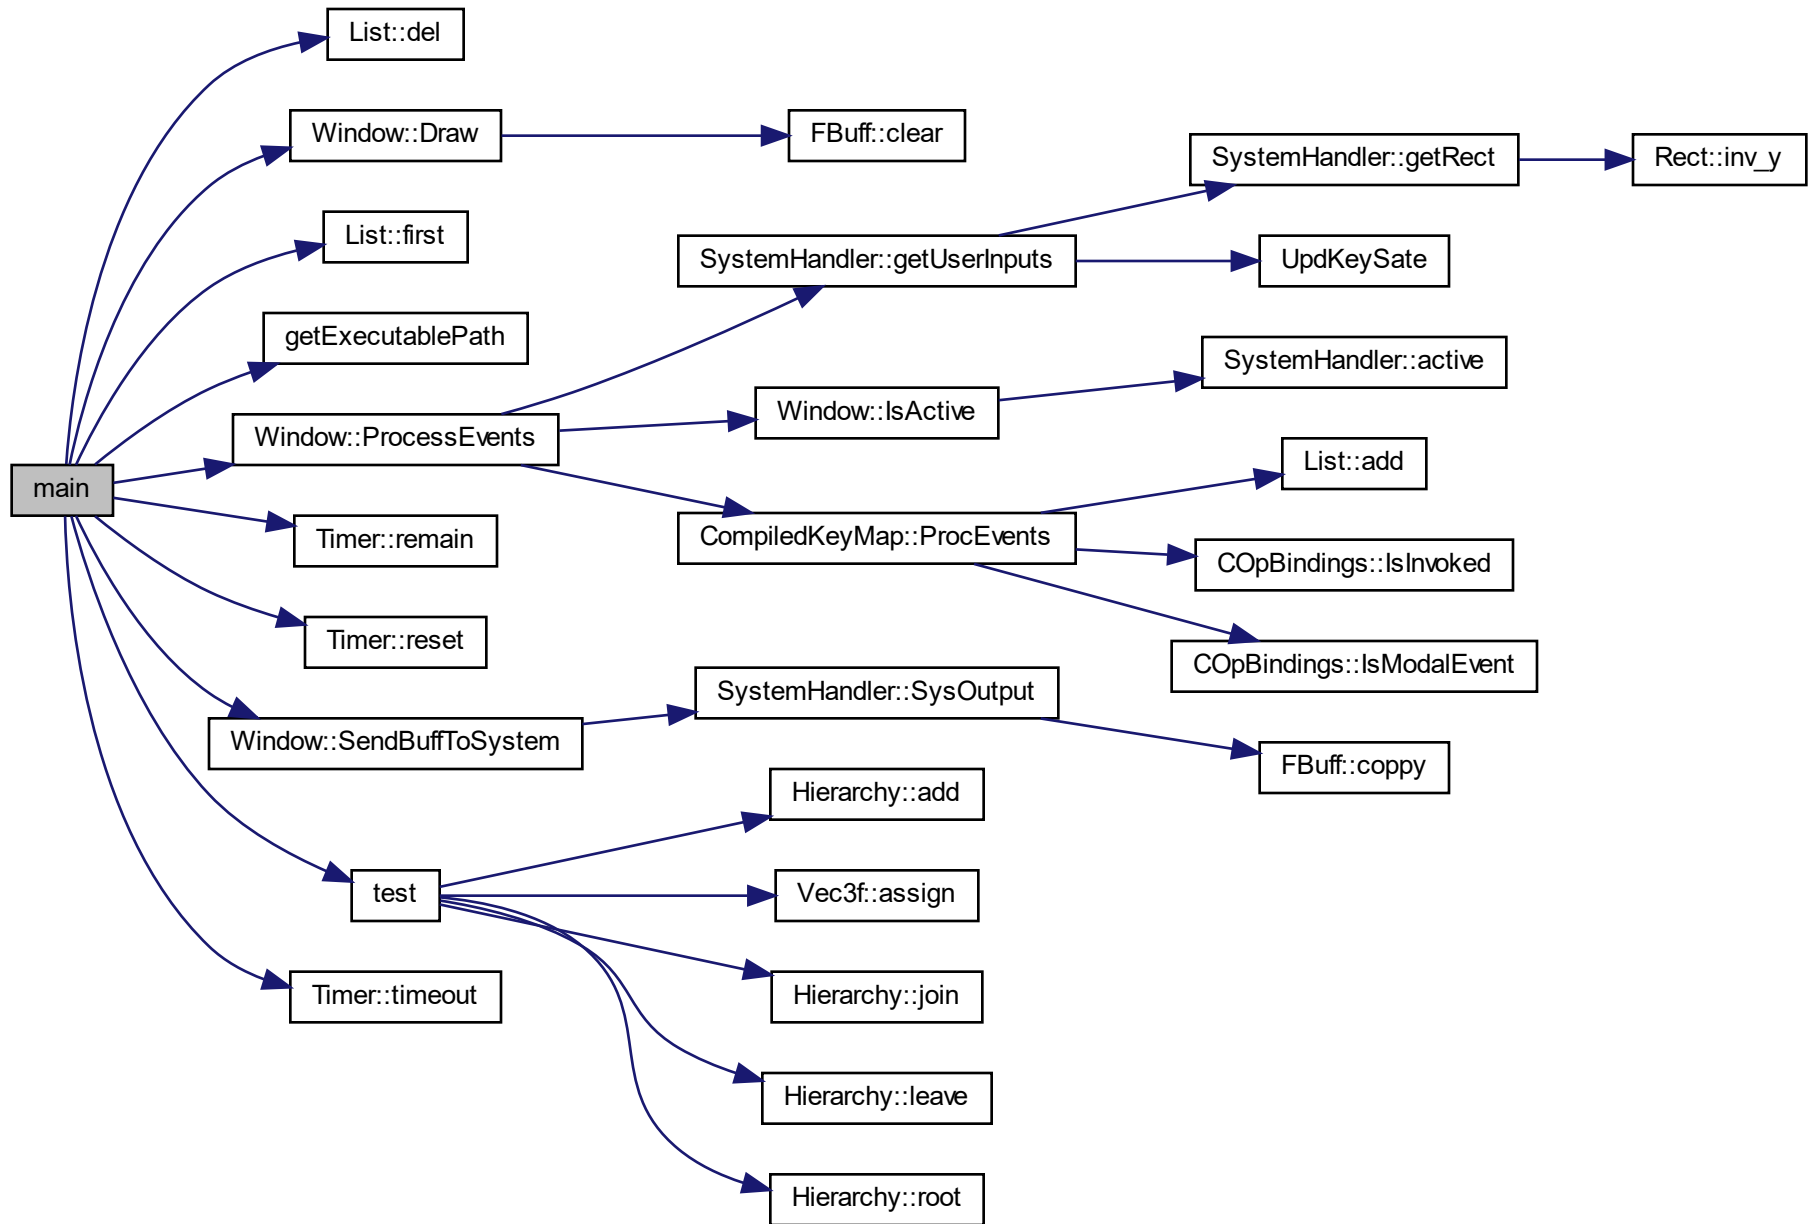 List::del
Window::Draw
FBuff::clear
SystemHandler::getRect
Rect::inv_y
List::first
SystemHandler::getUserInputs
UpdKeySate
getExecutablePath
SystemHandler::active
Window::IsActive
Window::ProcessEvents
List::add
main
CompiledKeyMap::ProcEvents
Timer::remain
COpBindings::IsInvoked
Timer::reset
COpBindings::IsModalEvent
SystemHandler::SysOutput
Window::SendBuffToSystem
FBuff::coppy
Hierarchy::add
test
Vec3f::assign
Timer::timeout
Hierarchy::join
Hierarchy::leave
Hierarchy::root